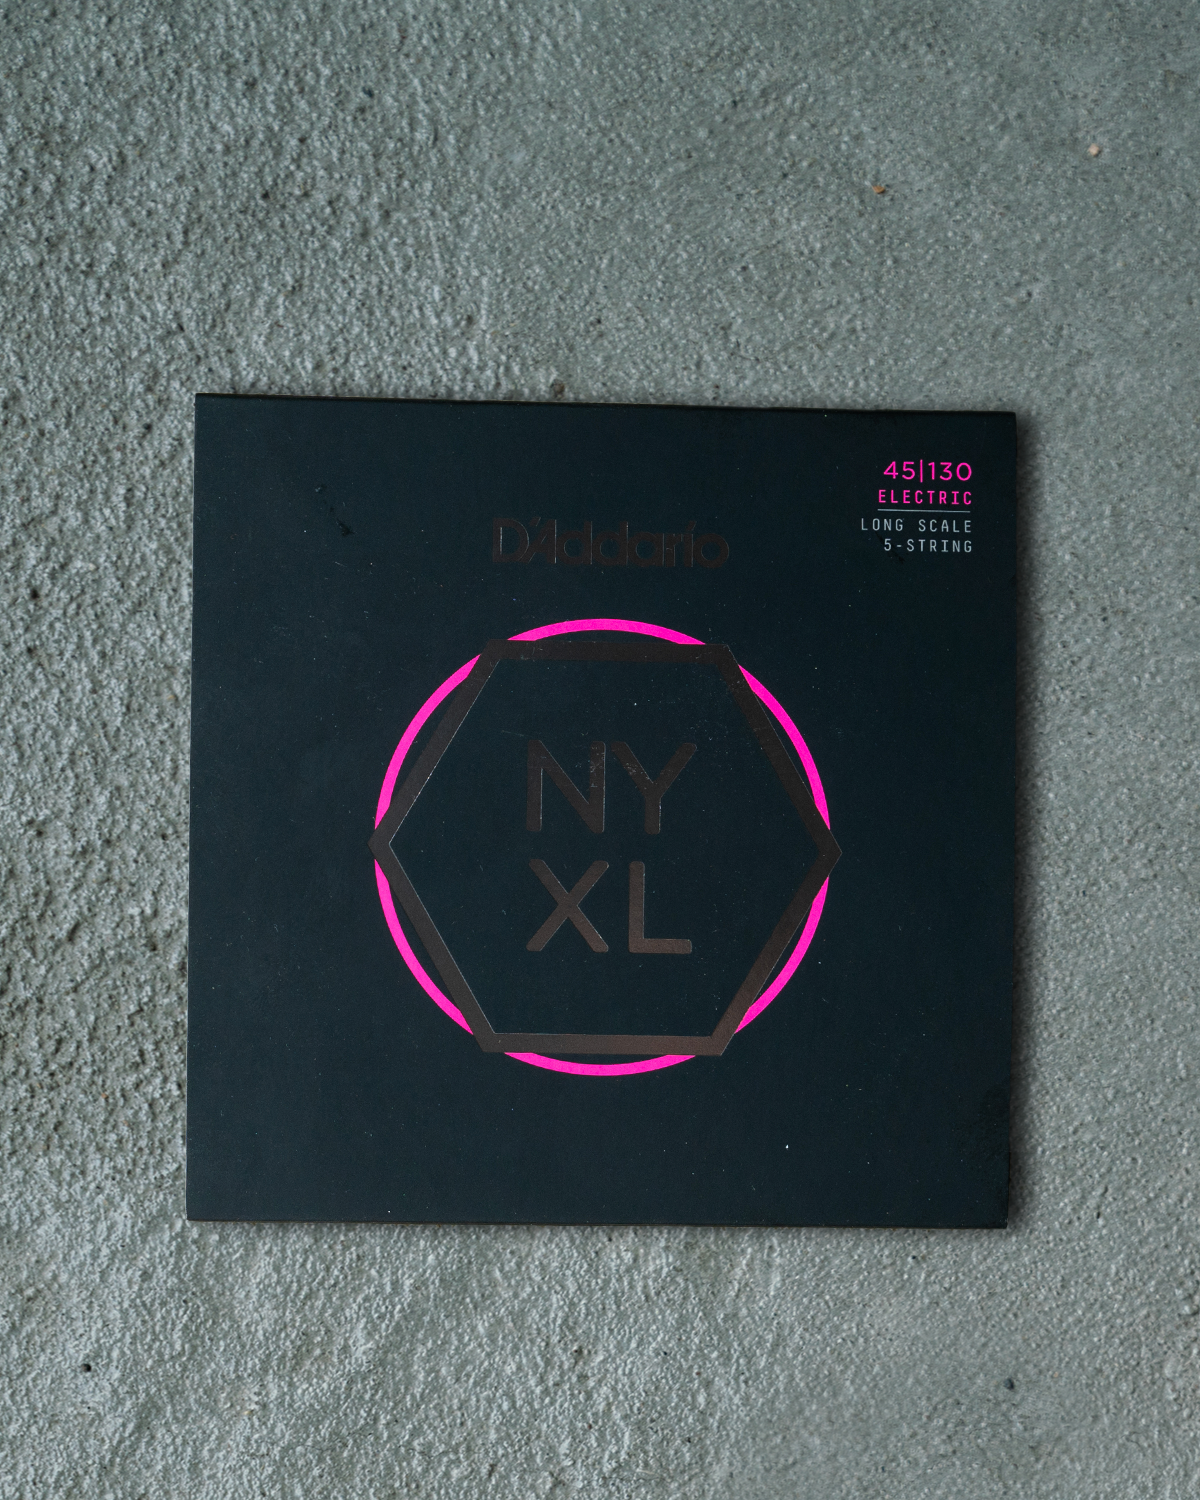 45|130
ELECTRIC
LONG SCALE
5-STRING
D'Addario
NY
XL